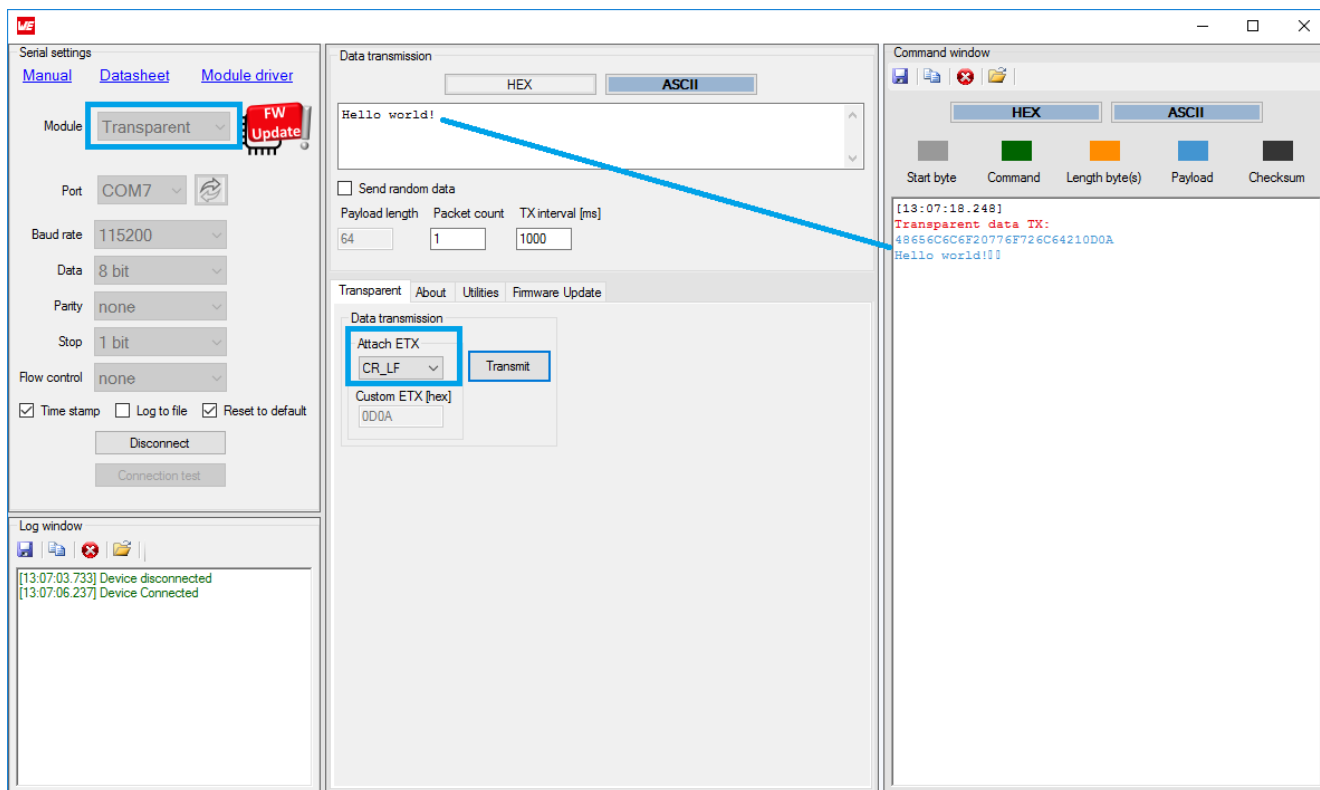 WE
Serial settings
Manual Datasheet Module driver
Module Transparent
FW
Update
Port COM7
Baud rate 115200
Data 8 bit
Parity none
Stop 1 bit
Flow control none
Time stamp Log to file Reset to default
Disconnect
Connection test
Log window
[13:07:03.733] Device disconnected
[13:07:06.237] Device Connected
Data transmission
HEX ASCII
Hello world!
Send random data
Payload length Packet count TX interval [ms]
64 1 1000
Transparent About Utilities Firmware Update
Data transmission
Attach ETX
CR_LF Transmit
Custom ETX [hex]
0D0A
Command window
HEX ASCII
Start byte Command Length byte(s) Payload Checksum
[13:07:18.248]
Transparent data TX:
48656C6C6F20776F726C64210D0A
Hello world!▯▯